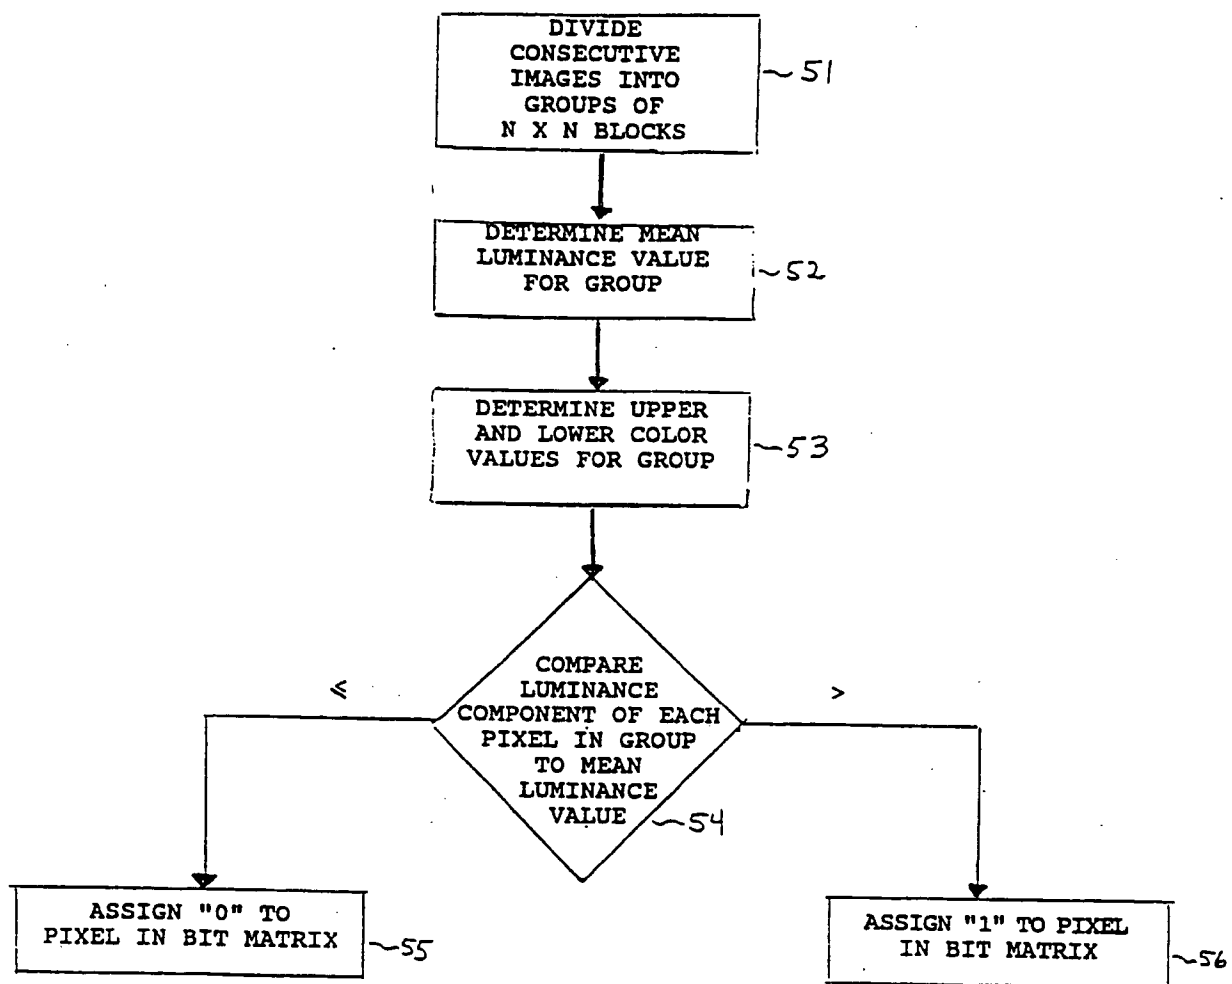 DIVIDE
CONSECUTIVE
IMAGES INTO
GROUPS OF
N X N BLOCKS
~51
DETERMINE MEAN
LUMINANCE VALUE
FOR GROUP
~52
DETERMINE UPPER
AND LOWER COLOR
VALUES FOR GROUP
~53
COMPARE
LUMINANCE
COMPONENT OF EACH
PIXEL IN GROUP
TO MEAN
LUMINANCE
VALUE
~54
≤
>
ASSIGN "0" TO
PIXEL IN BIT MATRIX
~55
ASSIGN "1" TO PIXEL
IN BIT MATRIX
~56